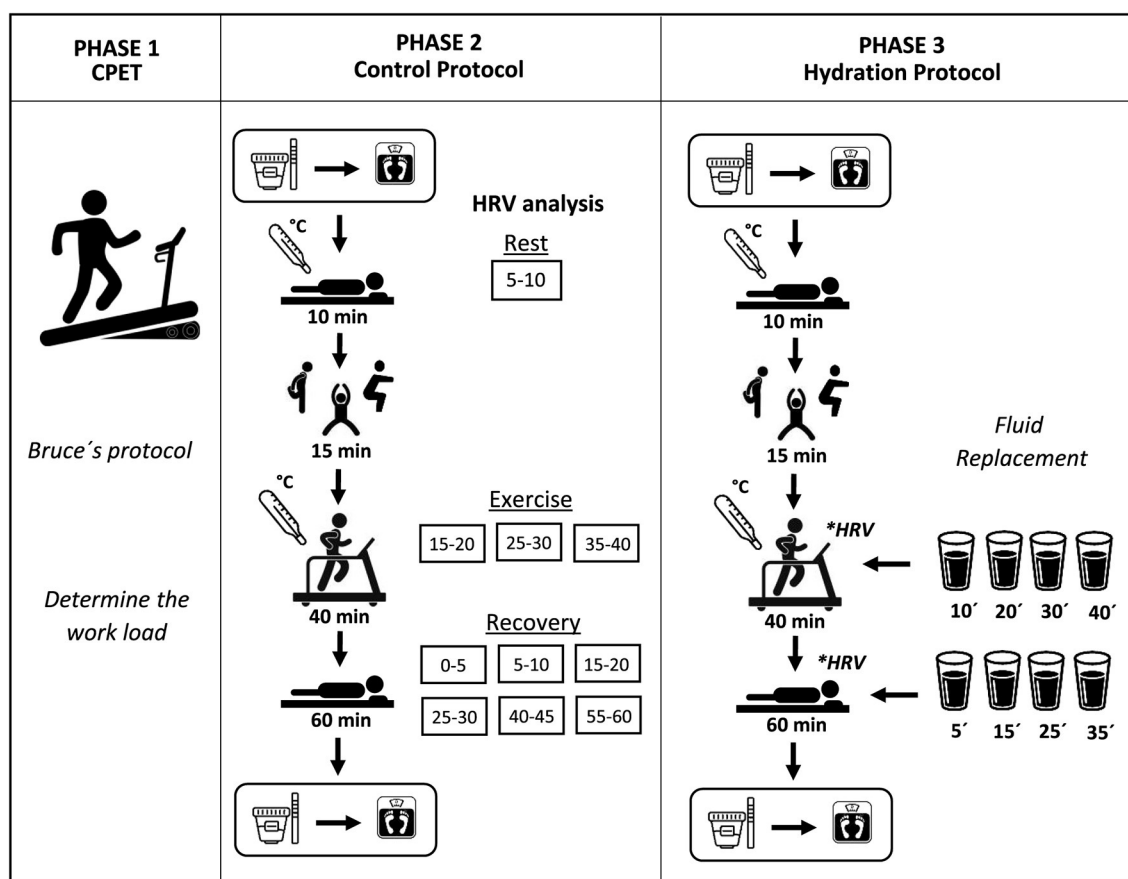 PHASE 1
CPET
PHASE 2
Control Protocol
PHASE 3
Hydration Protocol
Bruce´s protocol
Determine the
work load
°C
HRV analysis
Rest
5-10
10 min
15 min
°C
Exercise
15-20 25-30 35-40
40 min
Recovery
0-5 5-10 15-20
25-30 40-45 55-60
60 min
°C
10 min
15 min
Fluid
Replacement
°C
*HRV
10´ 20´ 30´ 40´
40 min
*HRV
5´ 15´ 25´ 35´
60 min